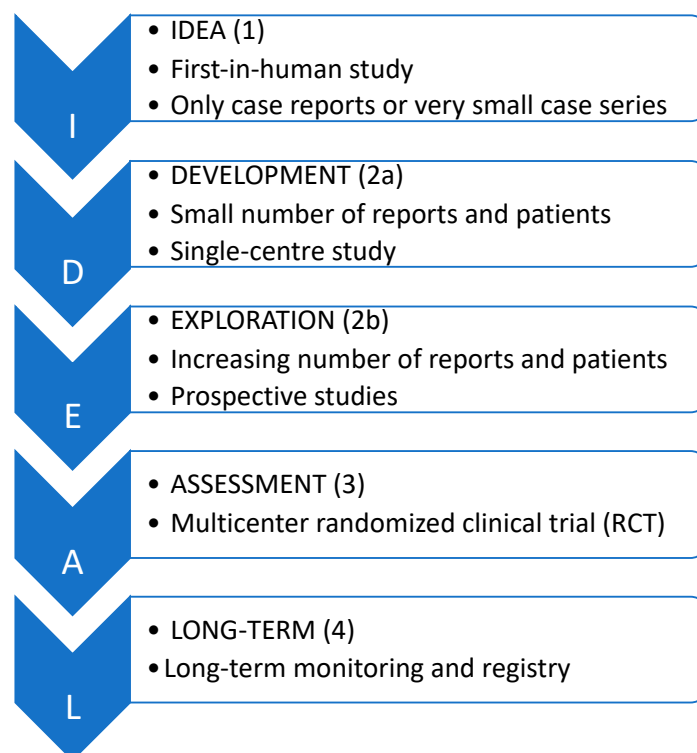 I
• IDEA (1)
• First-in-human study
• Only case reports or very small case series
D
• DEVELOPMENT (2a)
• Small number of reports and patients
• Single-centre study
E
• EXPLORATION (2b)
• Increasing number of reports and patients
• Prospective studies
A
• ASSESSMENT (3)
• Multicenter randomized clinical trial (RCT)
L
• LONG-TERM (4)
• Long-term monitoring and registry